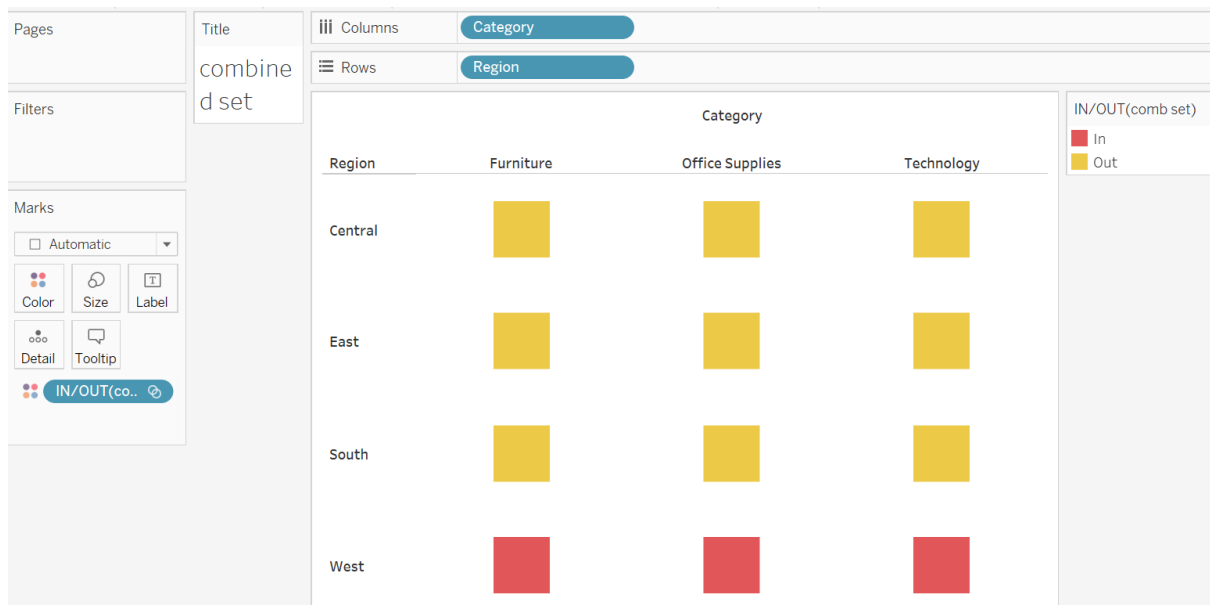 Pages
Title
Columns
Category
combine
d set
Rows
Region
Filters
Category
IN/OUT(comb set)
In
Out
Region
Furniture
Office Supplies
Technology
Marks
Automatic
Central
Color
Size
T
Label
Detail
Tooltip
East
IN/OUT(co..
South
West